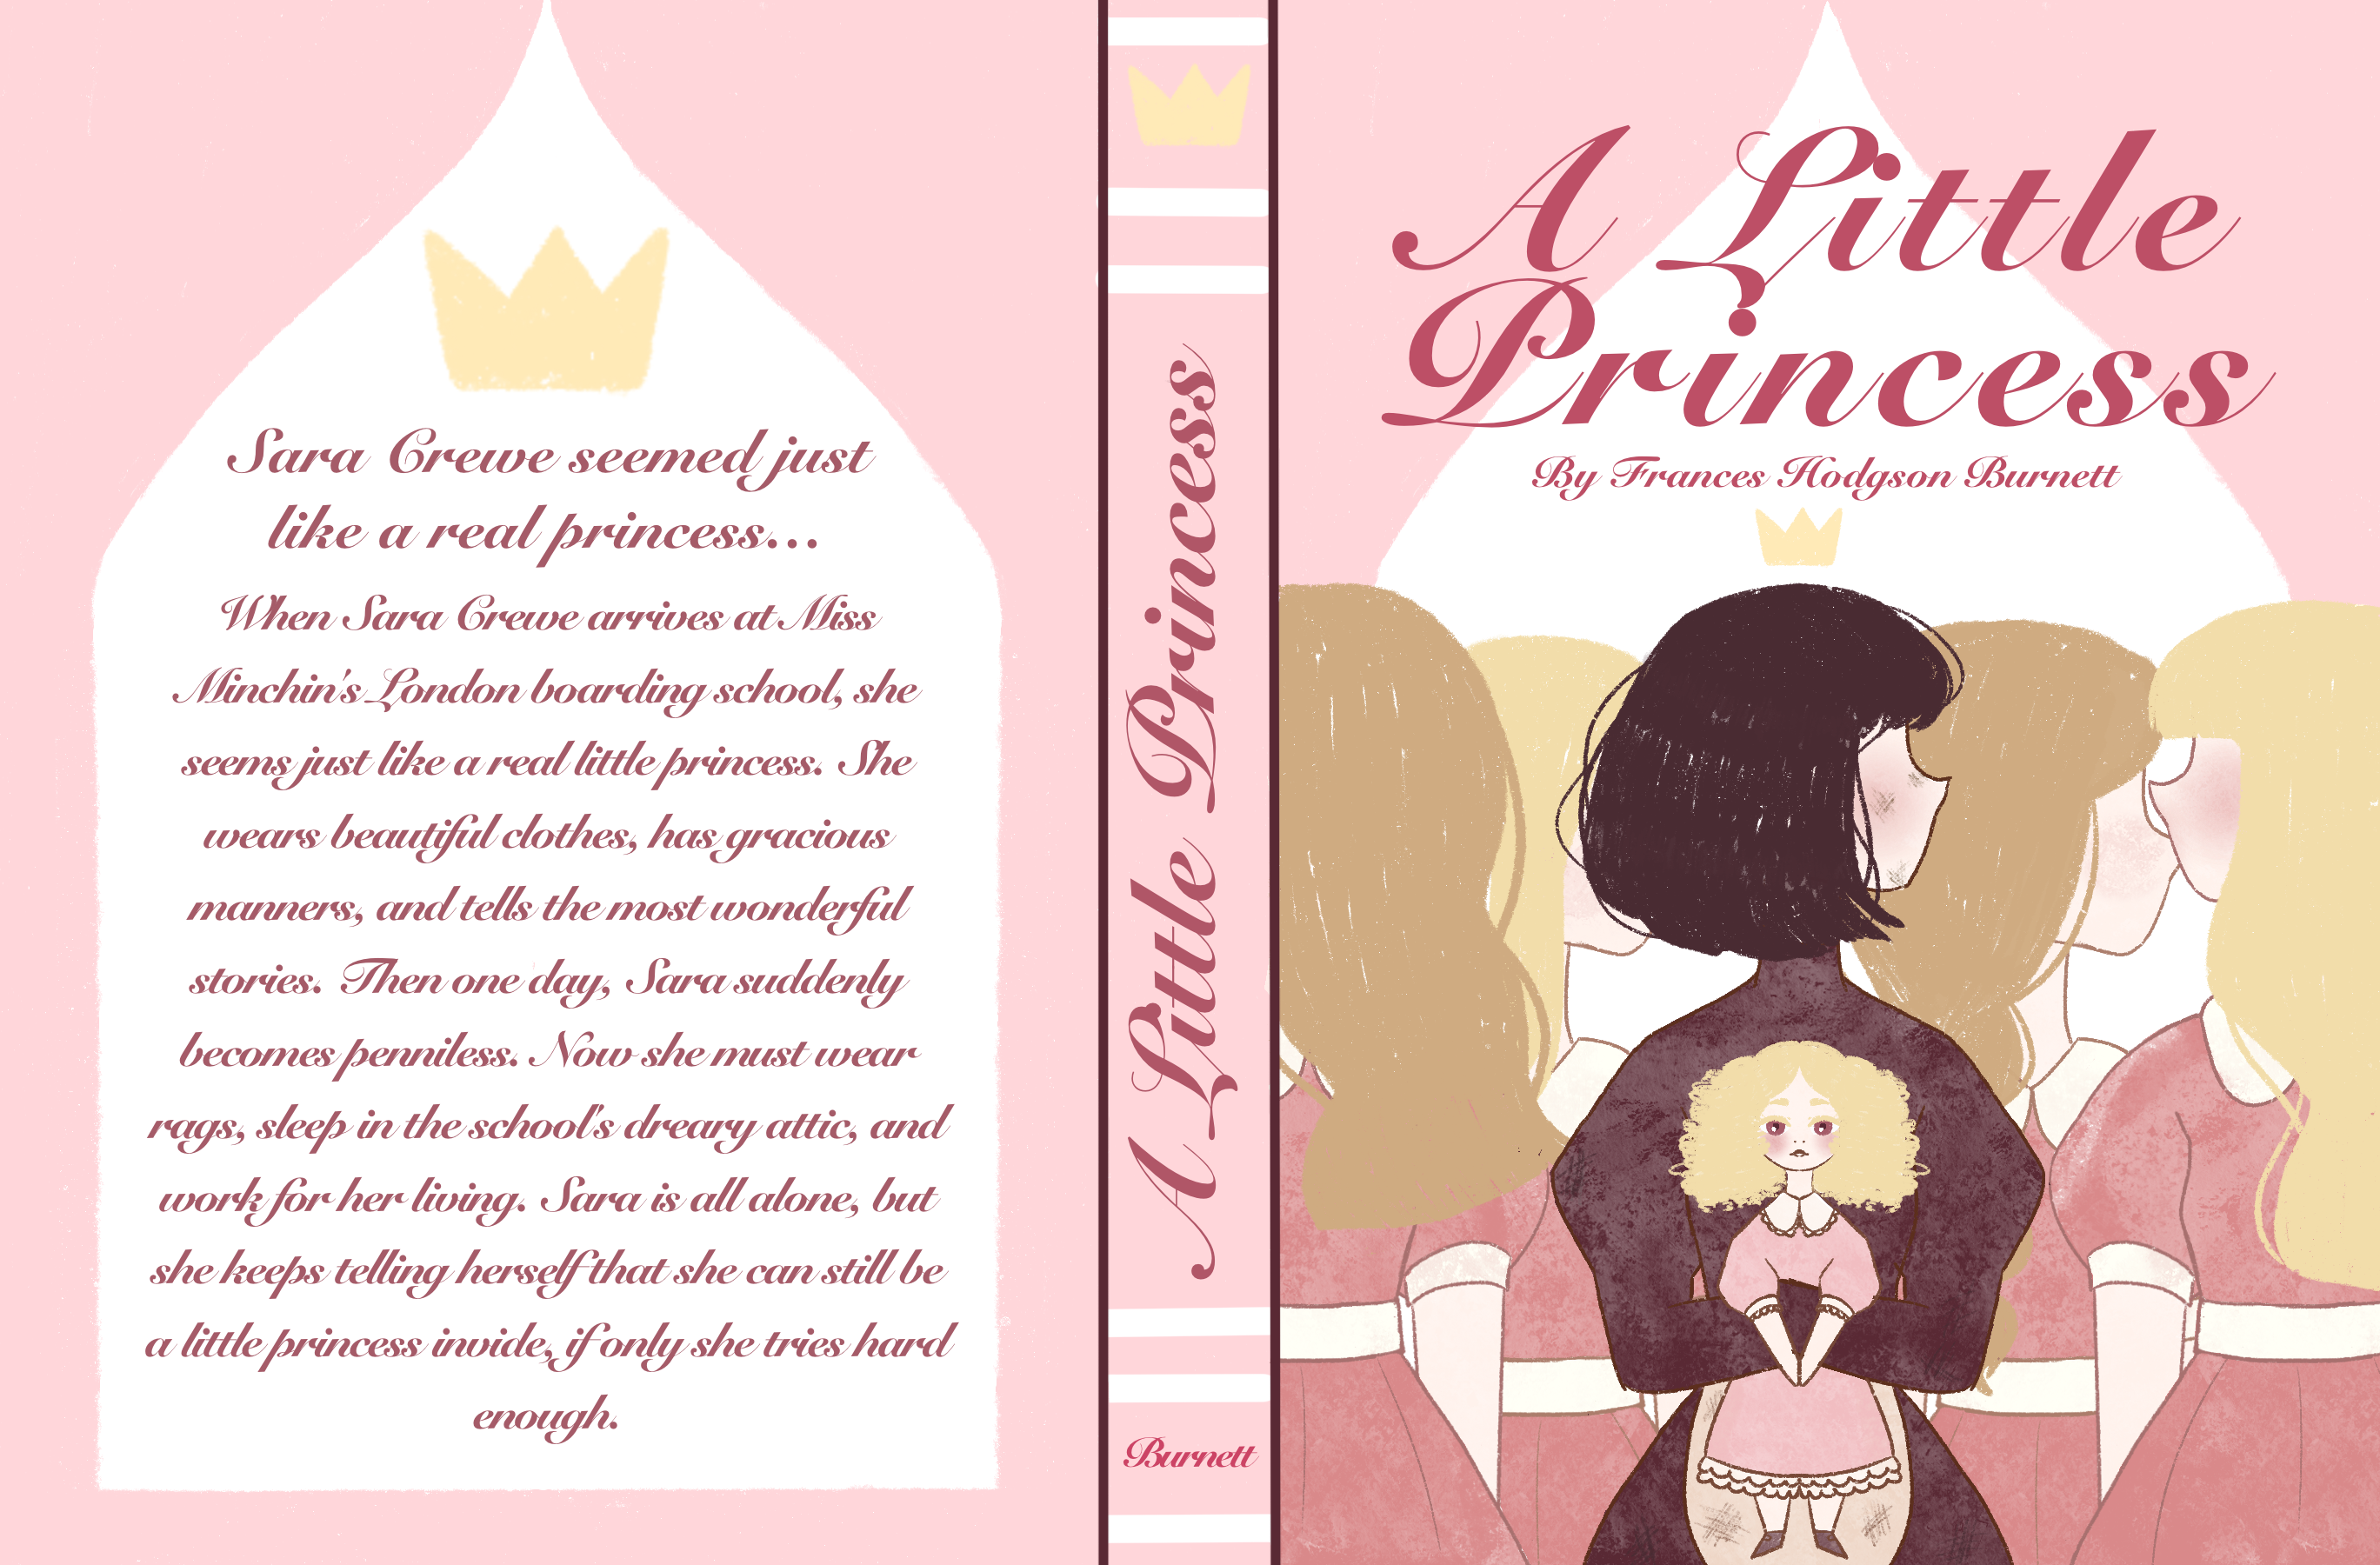 Sara Crewe seemed just
like a real princess...
When Sara Crewe arrives at Miss
Minchin's London boarding school, she
seems just like a real little princess. She
wears beautiful clothes, has gracious
manners, and tells the most wonderful
stories. Then one day, Sara suddenly
becomes penniless. Now she must wear
rags, sleep in the school's dreary attic, and
work for her living. Sara is all alone, but
she keeps telling herself that she can still be
a little princess invide, if only she tries hard
enough.
A Little Princess
Burnett
A Little
Princess
By Frances Hodgson Burnett